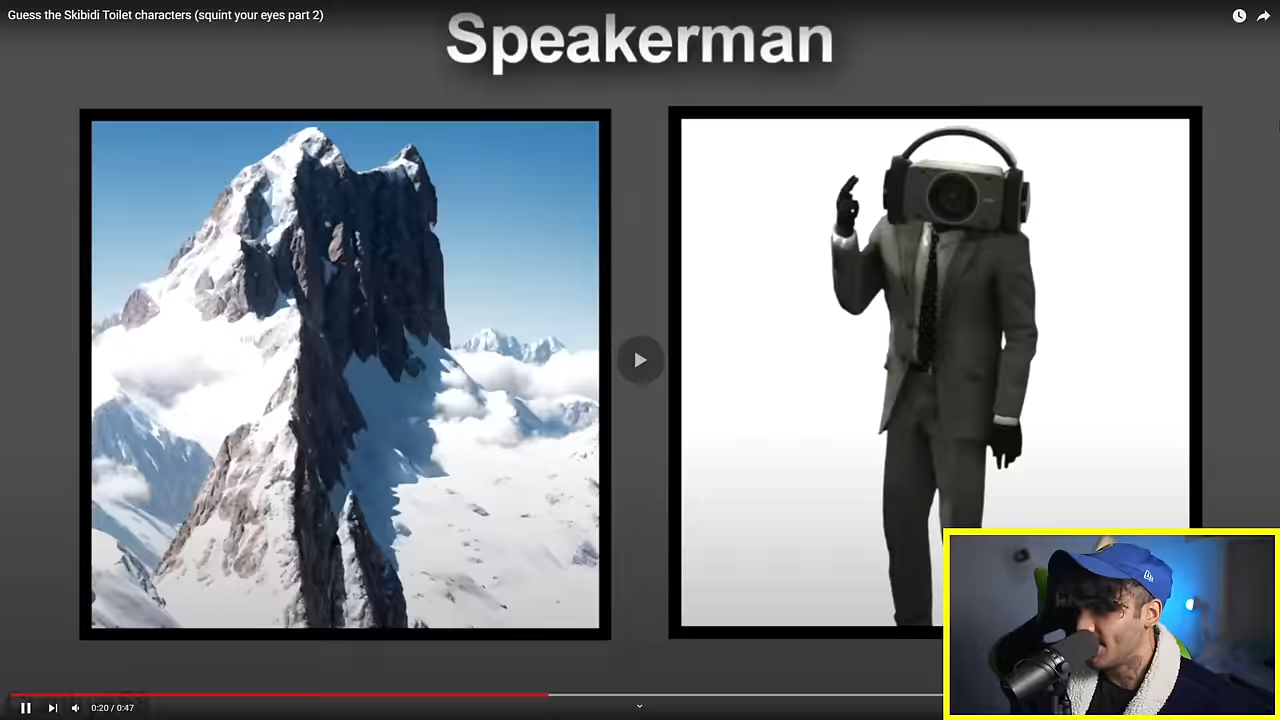 Guess the Skibidi Toilet characters (squint your eyes part 2)
Speakerman
0:20 / 0:47